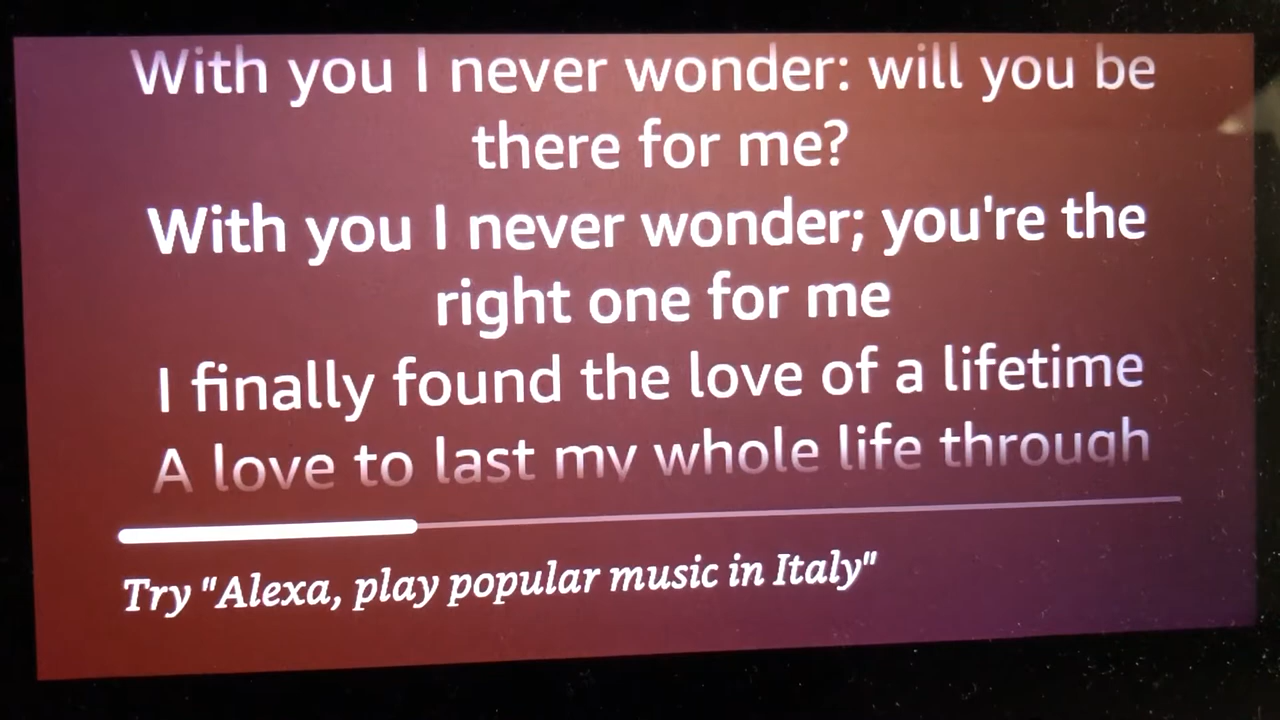 With you I never wonder: will you be
there for me?
With you I never wonder; you're the
right one for me
I finally found the love of a lifetime
A love to last my whole life through
Try "Alexa, play popular music in Italy"